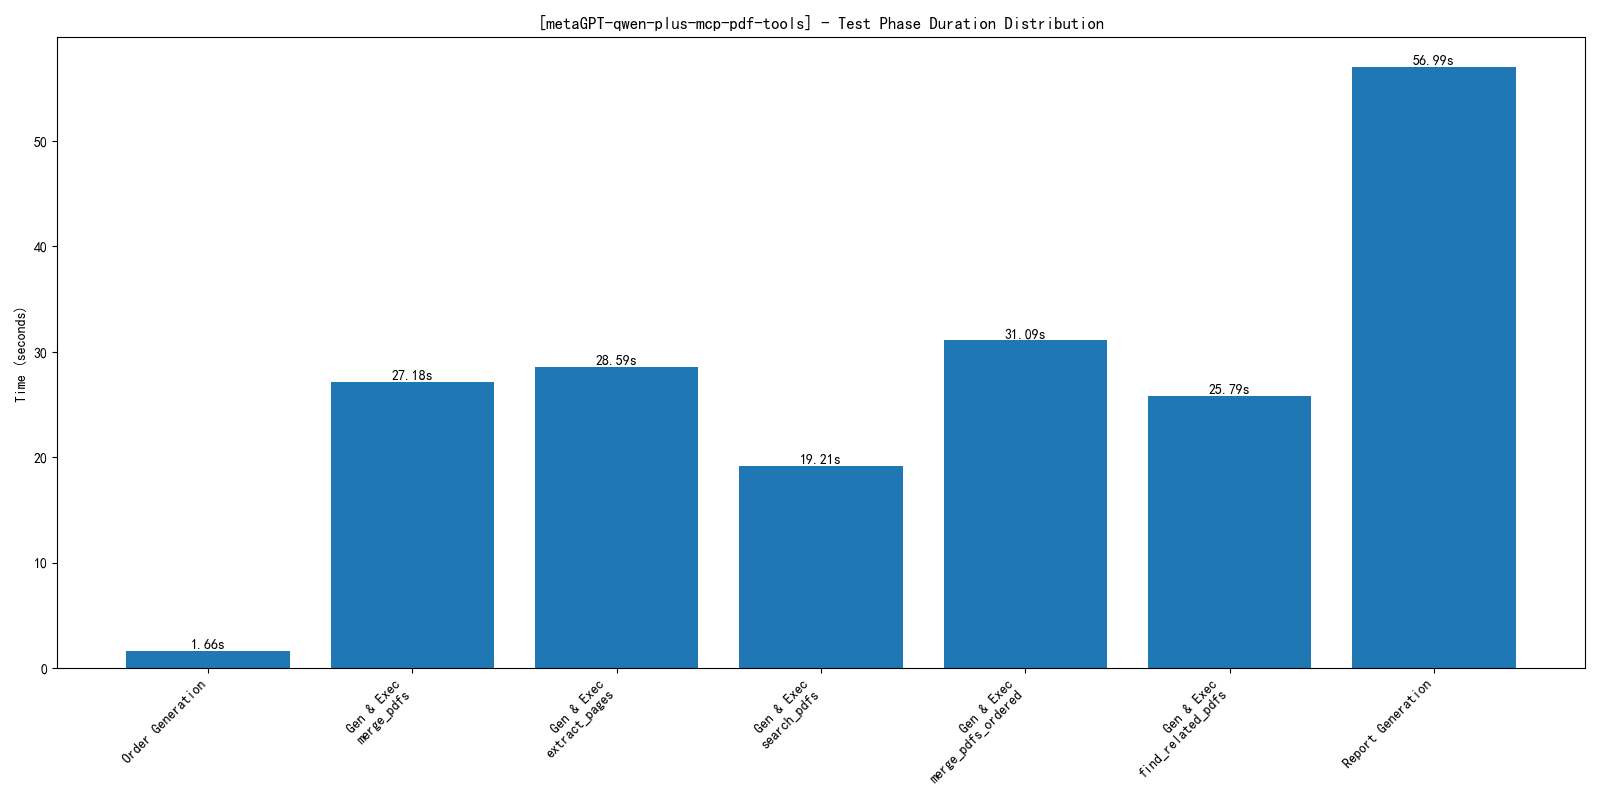 [metaGPT-qwen-plus-mcp-pdf-tools] - Test Phase Duration Distribution
Time (seconds)
50
40
30
20
10
0
1.66s
27.18s
28.59s
19.21s
31.09s
25.79s
56.99s
Order Generation
Gen & Exec
merge_pdfs
Gen & Exec
extract_pages
Gen & Exec
search_pdfs
Gen & Exec
merge_pdfs_ordered
Gen & Exec
find_related_pdfs
Report Generation